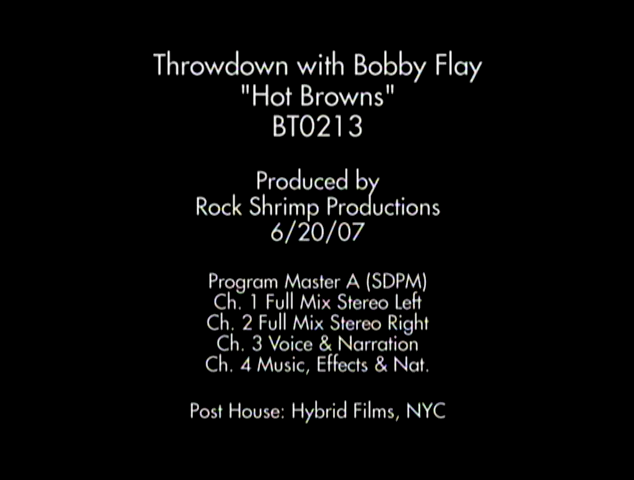 Throwdown with Bobby Flay
"Hot Browns"
BT0213
Produced by
Rock Shrimp Productions
6/20/07
Program Master A (SDPM)
Ch. 1 Full Mix Stereo Left
Ch. 2 Full Mix Stereo Right
Ch. 3 Voice & Narration
Ch. 4 Music, Effects & Nat.
Post House: Hybrid Films, NYC